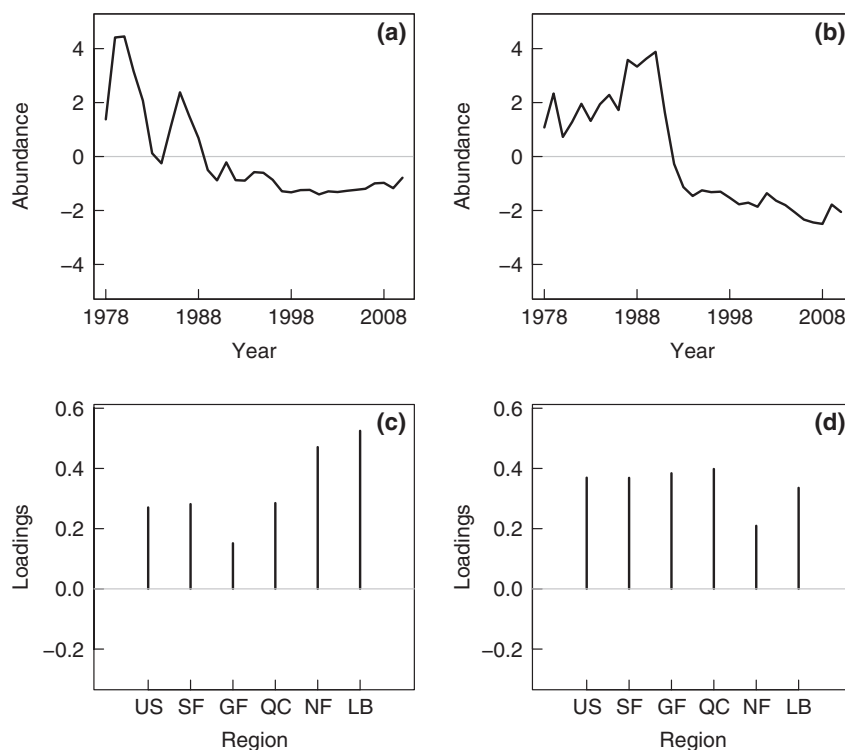 (a)
4
2
0
−2
−4
Abundance
1978 1988 1998 2008
Year
(b)
4
2
0
−2
−4
Abundance
1978 1988 1998 2008
Year
(c)
0.6
0.4
0.2
0.0
−0.2
Loadings
US SF GF QC NF LB
Region
(d)
0.6
0.4
0.2
0.0
−0.2
Loadings
US SF GF QC NF LB
Region